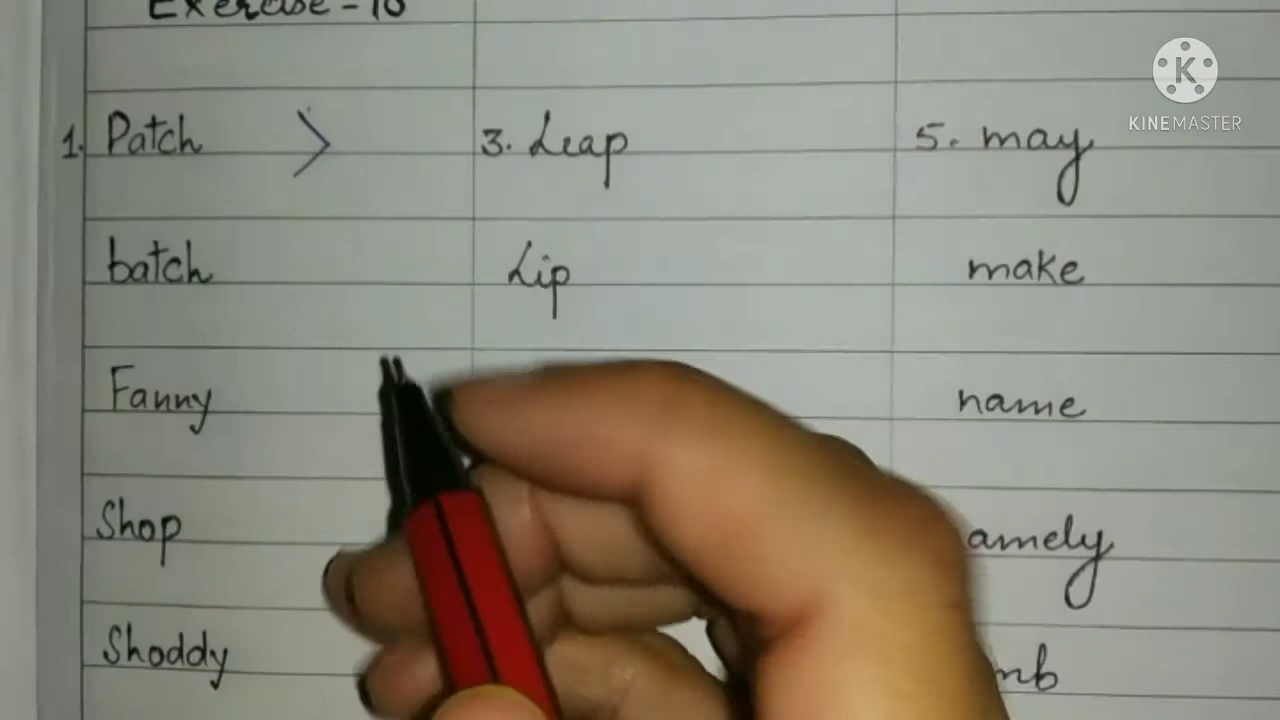 Exercise - 10
1. Patch
batch
Fanny
Shop
Shoddy
3. Leap
Lip
5. may
make
name
KINEMASTER